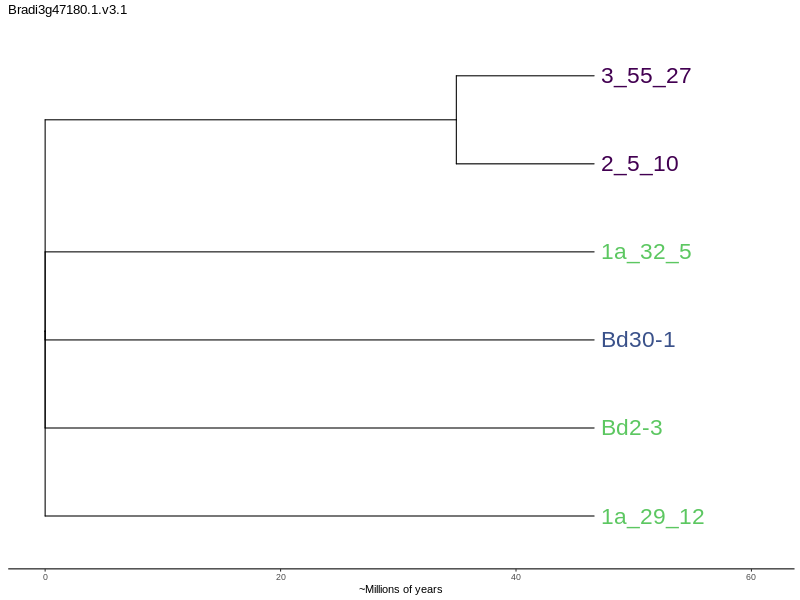 Bradi3g47180.1.v3.1
3_55_27
2_5_10
1a_32_5
Bd30-1
Bd2-3
1a_29_12
0 20 40 60
~Millions of years